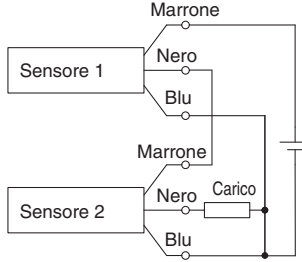 Marrone
Sensore 1
Nero
Blu
Marrone
Nero
Carico
Sensore 2
Blu